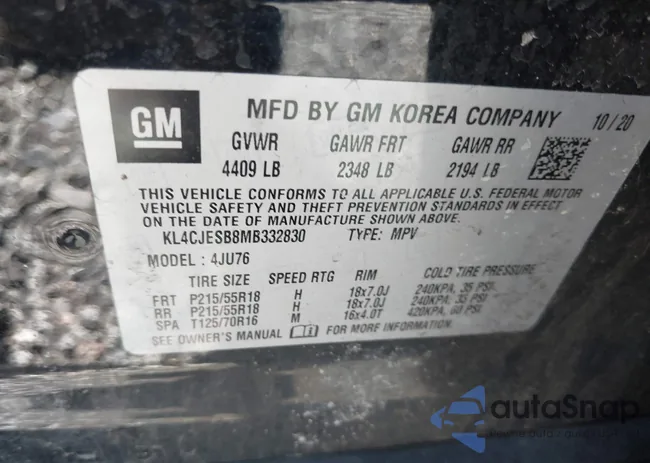 GM
MFD BY GM KOREA COMPANY 10/20
GVWR GAWR FRT GAWR RR
4409 LB 2348 LB 2194 LB
THIS VEHICLE CONFORMS TO ALL APPLICABLE U.S. FEDERAL MOTOR
VEHICLE SAFETY AND THEFT PREVENTION STANDARDS IN EFFECT
ON THE DATE OF MANUFACTURE SHOWN ABOVE.
KL4CJESB8MB332830 TYPE: MPV
MODEL : 4JU76
TIRE SIZE SPEED RTG RIM COLD TIRE PRESSURE
FRT P215/55R18 H 18x7.0J 240KPA, 35 PSI
RR P215/55R18 H 18x7.0J 240KPA, 35 PSI
SPA T125/70R16 M 16x4.0T 420KPA, 60 PSI
SEE OWNER'S MANUAL FOR MORE INFORMATION.
autoSnap